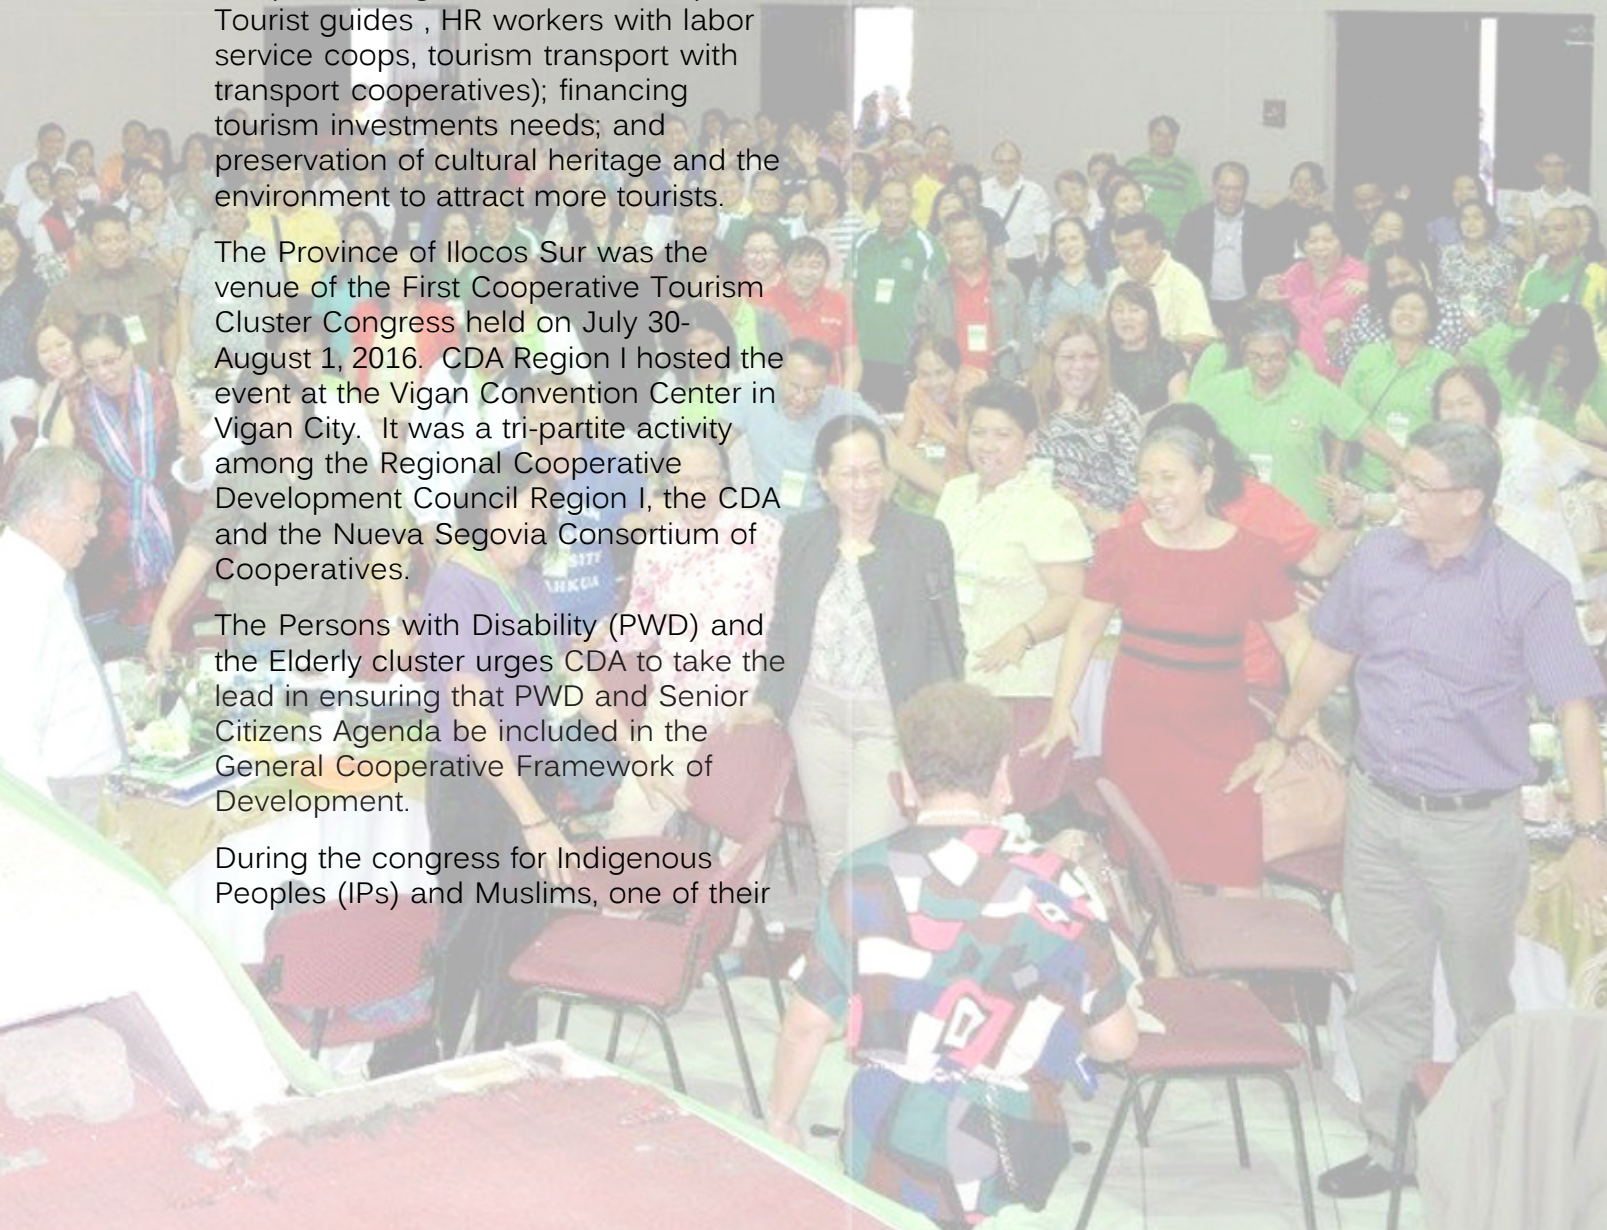 Tourist guides , HR workers with labor
service coops, tourism transport with
transport cooperatives); financing
tourism investments needs; and
preservation of cultural heritage and the
environment to attract more tourists.
The Province of Ilocos Sur was the
venue of the First Cooperative Tourism
Cluster Congress held on July 30-
August 1, 2016.  CDA Region I hosted the
event at the Vigan Convention Center in
Vigan City.  It was a tri-partite activity
among the Regional Cooperative
Development Council Region I, the CDA
and the Nueva Segovia Consortium of
Cooperatives.
The Persons with Disability (PWD) and
the Elderly cluster urges CDA to take the
lead in ensuring that PWD and Senior
Citizens Agenda be included in the
General Cooperative Framework of
Development.
During the congress for Indigenous
Peoples (IPs) and Muslims, one of their